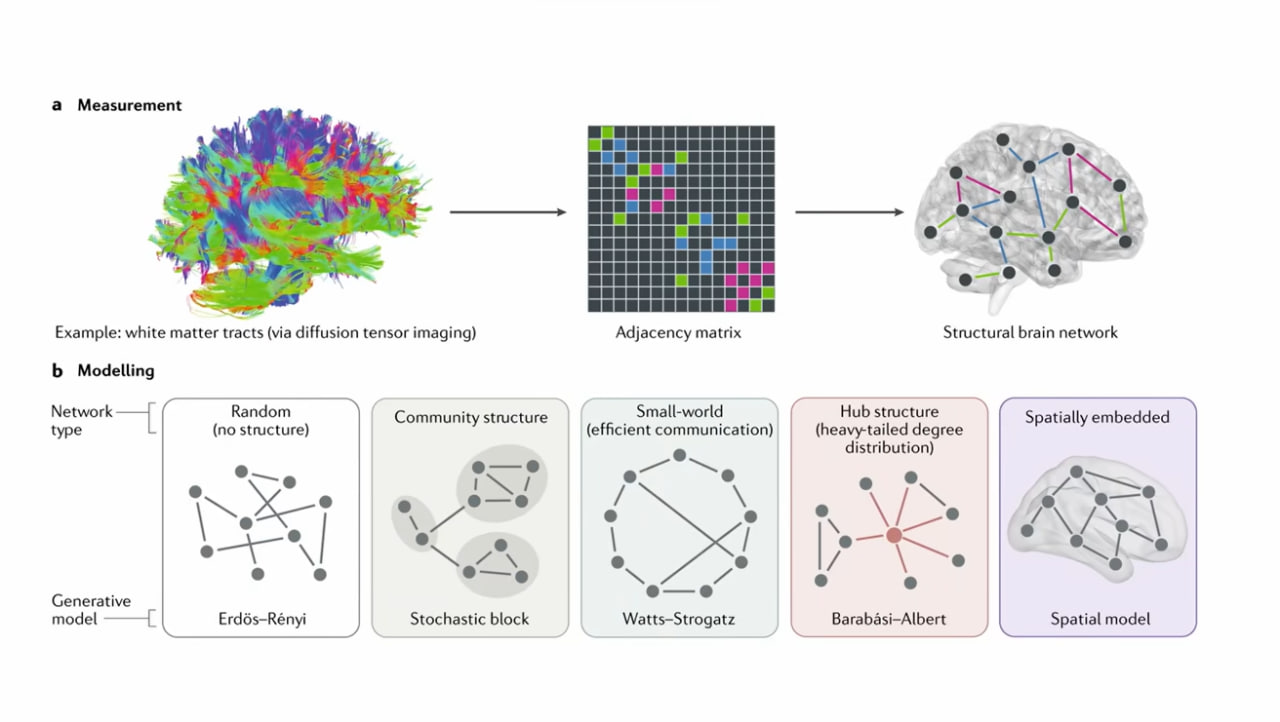 a Measurement
Example: white matter tracts (via diffusion tensor imaging)
Adjacency matrix
Structural brain network
b Modelling
Network
type
Random
(no structure)
Community structure
Small-world
(efficient communication)
Hub structure
(heavy-tailed degree
distribution)
Spatially embedded
Generative
model
Erdös–Rényi
Stochastic block
Watts–Strogatz
Barabási–Albert
Spatial model